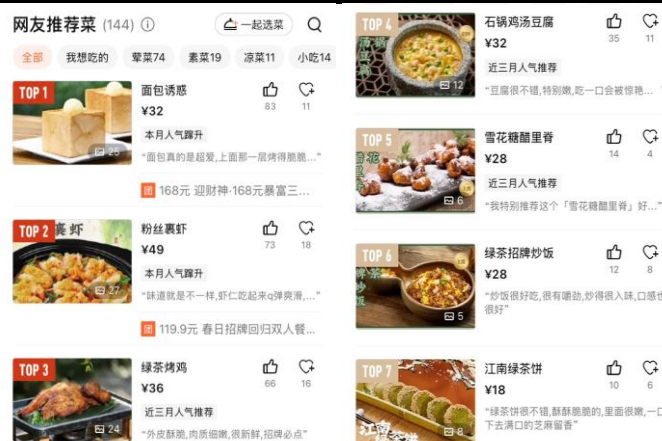 网友推荐菜 (144)
一起选菜
全部 我想吃的 荤菜74 素菜19 凉菜11 小吃14
TOP 1
25
面包诱惑
¥32
83 11
本月人气蹿升
“面包真的是超爱,上面那一层烤得脆脆...”
团 168元 迎财神·168元暴富三...
TOP 2
裹 虾
27
粉丝裹虾
¥49
73 18
本月人气蹿升
“味道就是不一样,虾仁吃起来q弹爽滑,...”
团 119.9元 春日招牌回归双人餐...
TOP 3
24
绿茶烤鸡
¥36
66 16
近三月人气推荐
“外皮酥脆,肉质细嫩,很新鲜,招牌必点”
TOP 4
12
石锅鸡汤豆腐
¥32
35 11
近三月人气推荐
“豆腐很不错,特别嫩,吃一口会被惊艳...
TOP 5
6
雪花糖醋里脊
¥28
14 4
近三月人气推荐
“我特别推荐这个「雪花糖醋里脊」好...”
TOP 6
5
绿茶招牌炒饭
¥28
12 8
“炒饭很好吃,很有嚼劲,炒得很入味,口感也
很好”
TOP 7
江南茶饼
8
江南绿茶饼
¥18
10 6
“绿茶饼很不错,酥酥脆脆的,里面很嫩,一口
下去满口的芝麻留香”